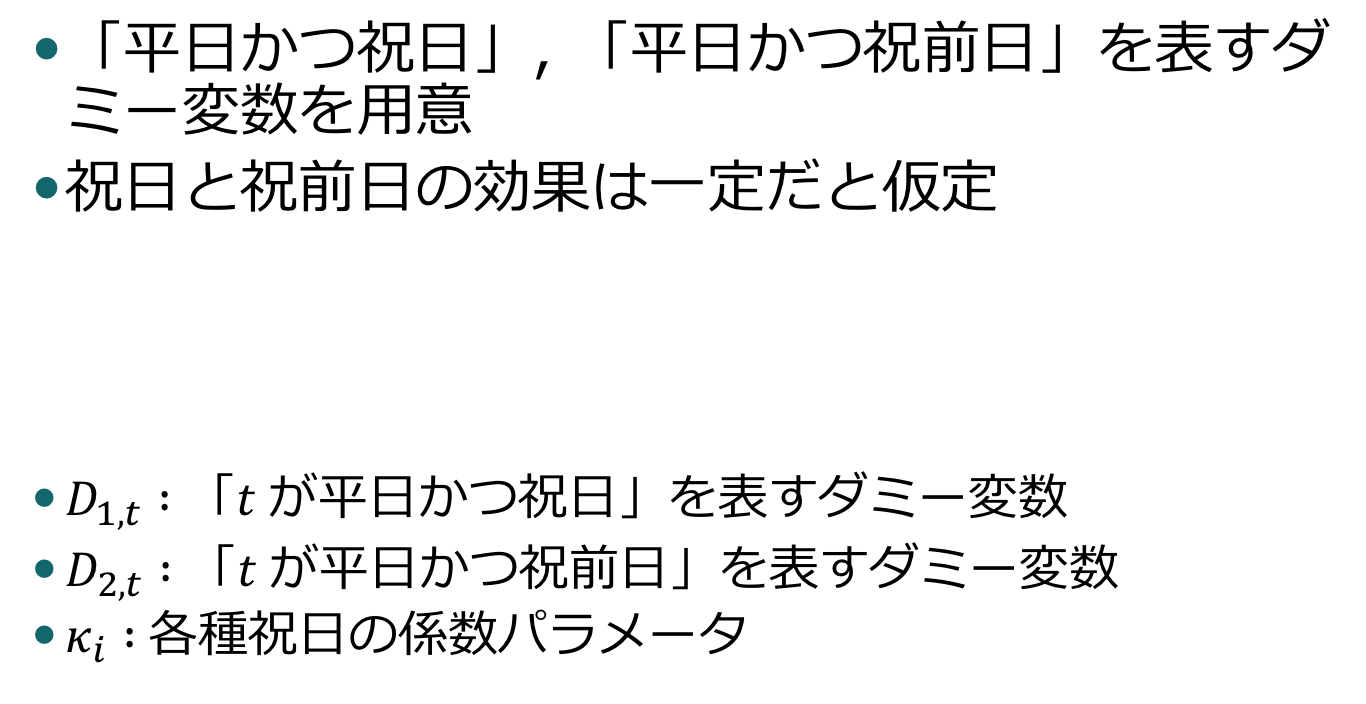 • 「平日かつ祝日」, 「平日かつ祝前日」を表すダ
ミー変数を用意
• 祝日と祝前日の効果は一定だと仮定
• D₁,ₜ : 「t が平日かつ祝日」を表すダミー変数
• D₂,ₜ : 「t が平日かつ祝前日」を表すダミー変数
• κᵢ : 各種祝日の係数パラメータ